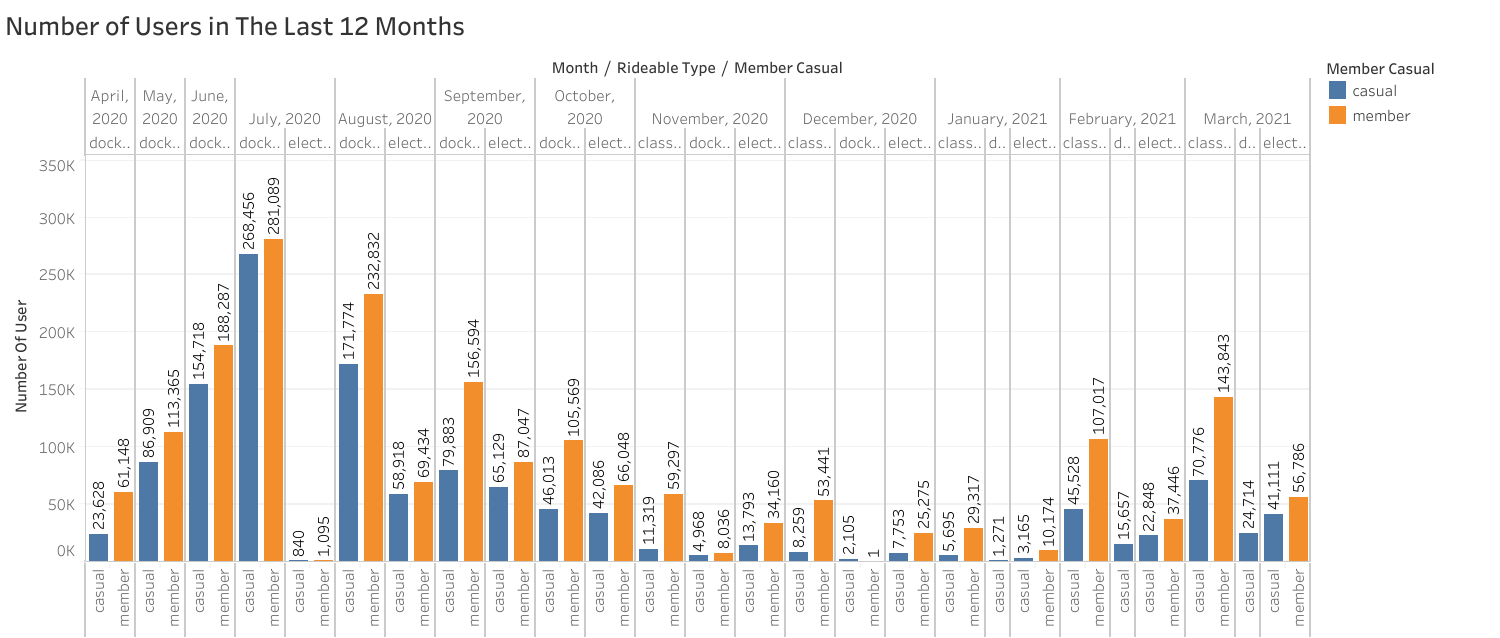 Number of Users in The Last 12 Months
Month / Rideable Type / Member Casual
Member Casual
casual
member
April, 2020
May, 2020
June, 2020
July, 2020
August, 2020
September, 2020
October, 2020
November, 2020
December, 2020
January, 2021
February, 2021
March, 2021
dock.. dock.. dock.. dock.. elect.. dock.. elect.. dock.. elect.. dock.. elect.. class.. dock.. elect.. class.. dock.. elect.. class.. d.. elect.. class.. d.. elect.. class.. d.. elect..
Number Of User
350K
300K
250K
200K
150K
100K
50K
0K
23,628
61,148
86,909
113,365
154,718
188,287
268,456
281,089
840
1,095
171,774
232,832
58,918
69,434
79,883
156,594
65,129
87,047
46,013
105,569
42,086
66,048
11,319
59,297
4,968
8,036
13,793
34,160
8,259
53,441
2,105
1
7,753
25,275
5,695
29,317
1,271
3,165
10,174
45,528
107,017
15,657
22,848
37,446
70,776
143,843
24,714
41,111
56,786
casual member casual member casual member casual member casual member casual member casual member casual member casual member casual member casual member casual member casual member casual member casual member casual member casual member casual member casual casual member casual member casual casual member casual member casual casual member